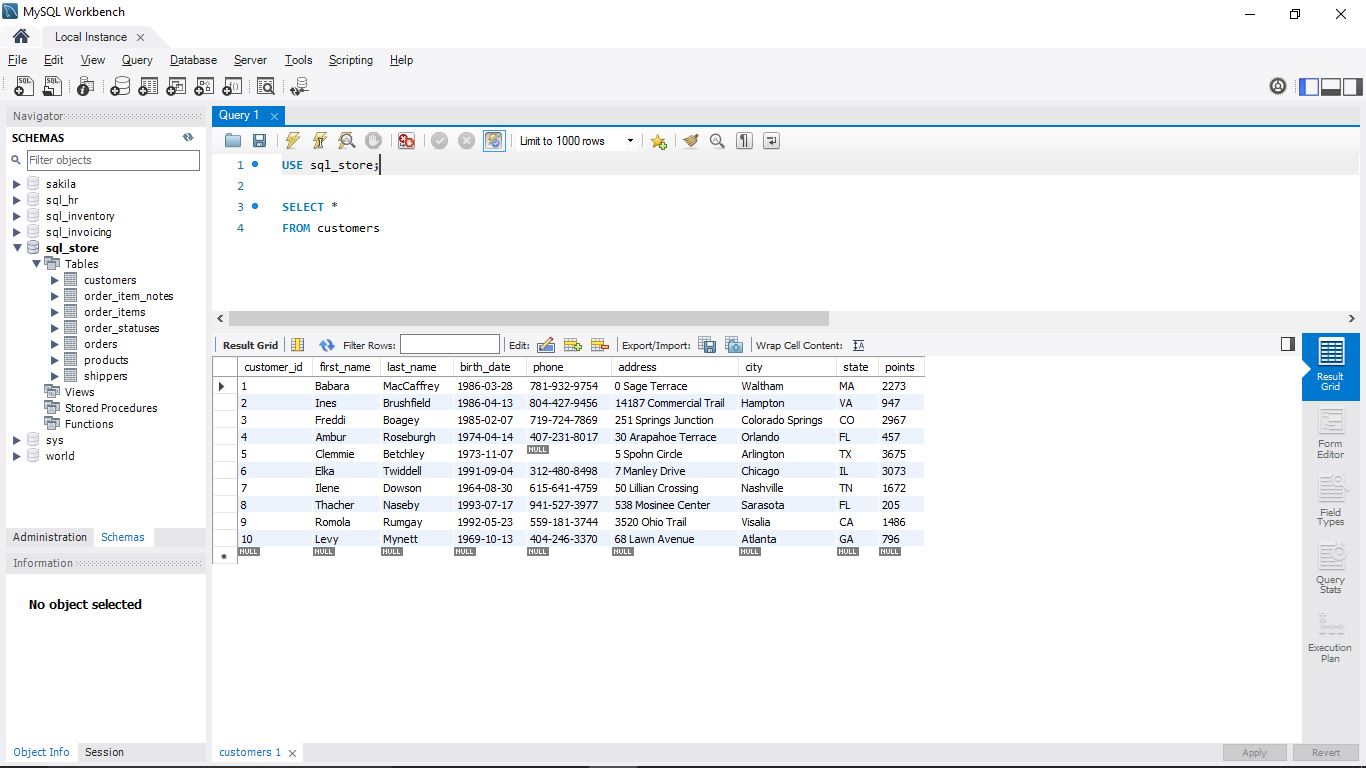 MySQL Workbench
Local Instance
File Edit View Query Database Server Tools Scripting Help
Navigator
SCHEMAS
Filter objects
sakila
sql_hr
sql_inventory
sql_invoicing
sql_store
Tables
customers
order_item_notes
order_items
order_statuses
orders
products
shippers
Views
Stored Procedures
Functions
sys
world
Administration Schemas
Information
No object selected
Object Info Session
Query 1
Limit to 1000 rows
1 USE sql_store;
2
3 SELECT *
4 FROM customers
Result Grid Filter Rows: Edit: Export/Import: Wrap Cell Content:
customer_id first_name last_name birth_date phone address city state points
1 Babara MacCaffrey 1986-03-28 781-932-9754 0 Sage Terrace Waltham MA 2273
2 Ines Brushfield 1986-04-13 804-427-9456 14187 Commercial Trail Hampton VA 947
3 Freddi Boagey 1985-02-07 719-724-7869 251 Springs Junction Colorado Springs CO 2967
4 Ambur Roseburgh 1974-04-14 407-231-8017 30 Arapahoe Terrace Orlando FL 457
5 Clemmie Betchley 1973-11-07 NULL 5 Spohn Circle Arlington TX 3675
6 Elka Twiddell 1991-09-04 312-480-8498 7 Manley Drive Chicago IL 3073
7 Ilene Dowson 1964-08-30 615-641-4759 50 Lillian Crossing Nashville TN 1672
8 Thacher Naseby 1993-07-17 941-527-3977 538 Mosinee Center Sarasota FL 205
9 Romola Rumgay 1992-05-23 559-181-3744 3520 Ohio Trail Visalia CA 1486
10 Levy Mynett 1969-10-13 404-246-3370 68 Lawn Avenue Atlanta GA 796
NULL NULL NULL NULL NULL NULL NULL NULL NULL
Result
Grid
Form
Editor
Field
Types
Query
Stats
Execution
Plan
customers 1
Apply Revert